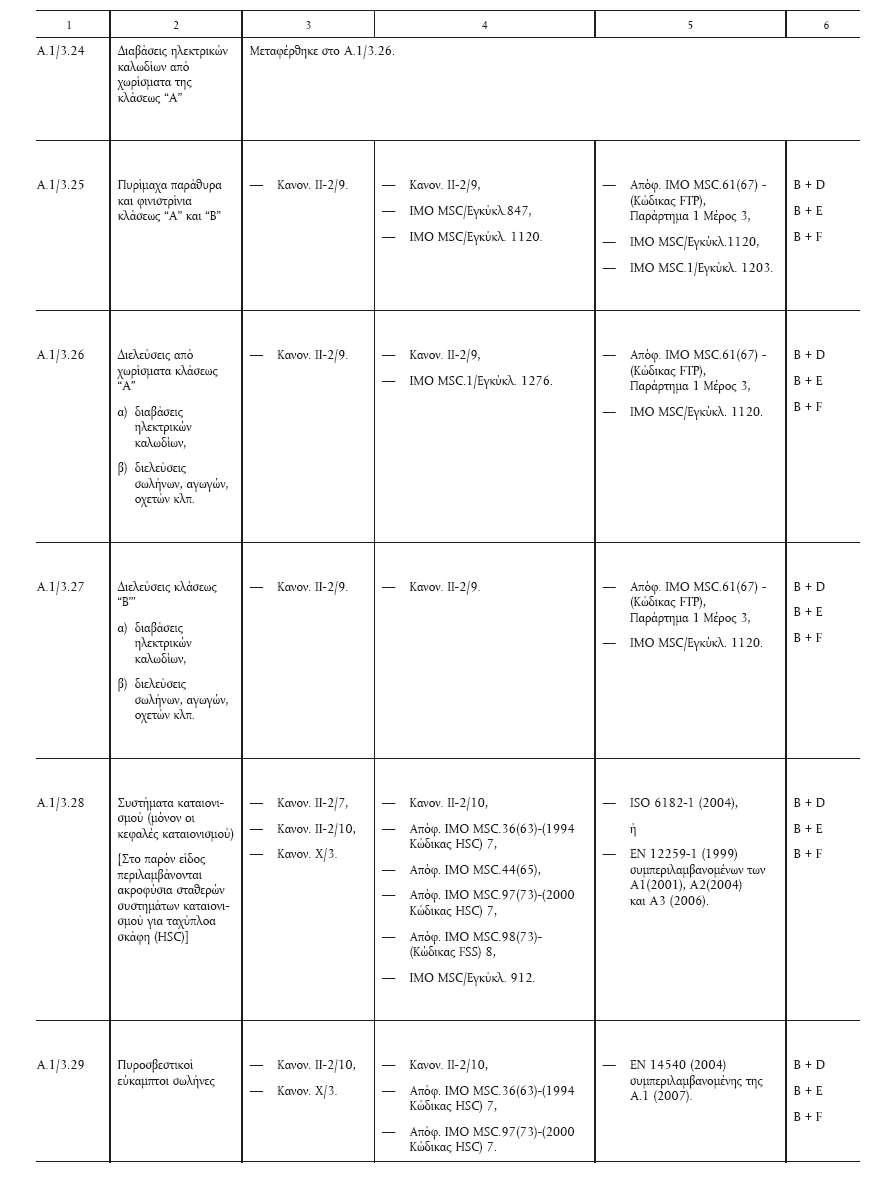 1 2 3 4 5 6
Α.1/3.24 Διαβάσεις ηλεκτρικών Μεταφέρθηκε στο Α.1/3.26.
καλωδίων από
χωρίσματα της
κλάσεως “Α”
Α.1/3.25 Πυρίμαχα παράθυρα — Κανον. ΙΙ-2/9. — Κανον. ΙΙ-2/9, — Απόφ. IMO MSC.61(67) - B + D
και φινιστρίνια — IMO MSC/Εγκύκλ.847, (Κώδικας FTP), B + E
κλάσεως “Α” και “Β” — IMO MSC/Εγκύκλ. 1120. Παράρτημα 1 Μέρος 3, B + F
— IMO MSC/Εγκύκλ.1120,
— IMO MSC.1/Εγκύκλ. 1203.
Α.1/3.26 Διελεύσεις από — Κανον. ΙΙ-2/9. — Κανον. ΙΙ-2/9, — Απόφ. IMO MSC.61(67) - B + D
χωρίσματα κλάσεως — IMO MSC.1/Εγκύκλ. 1276. (Κώδικας FTP), B + E
“Α” Παράρτημα 1 Μέρος 3,
α) διαβάσεις — IMO MSC/Εγκύκλ. 1120. B + F
ηλεκτρικών
καλωδίων,
β) διελεύσεις
σωλήνων, αγωγών,
οχετών κλπ.
Α.1/3.27 Διελεύσεις κλάσεως — Κανον. ΙΙ-2/9. — Κανον. ΙΙ-2/9. — Απόφ. IMO MSC.61(67) - B + D
“Β”’ (Κώδικας FTP), B + E
α) διαβάσεις Παράρτημα 1 Μέρος 3,
ηλεκτρικών — IMO MSC/Εγκύκλ. 1120. B + F
καλωδίων,
β) διελεύσεις
σωλήνων, αγωγών,
οχετών κλπ.
Α.1/3.28 Συστήματα καταιονι- — Κανον. ΙΙ-2/7, — Κανον. ΙΙ-2/10, — ISO 6182-1 (2004), B + D
σμού (μόνον οι — Κανον. ΙΙ-2/10, — Απόφ. IMO MSC.36(63)-(1994 ή B + E
κεφαλές καταιονισμού) Κώδικας HSC) 7,
[Στο παρόν είδος — Κανον. Χ/3. — Απόφ. IMO MSC.44(65), — EN 12259-1 (1999) B + F
περιλαμβάνονται συμπεριλαμβανομένων των
ακροφύσια σταθερών — Απόφ. IMO MSC.97(73)-(2000 A1(2001), A2(2004)
συστημάτων καταιονι- Κώδικας HSC) 7, και A3 (2006).
σμού για ταχύπλοα — Απόφ. IMO MSC.98(73)-
σκάφη (HSC)] (Κώδικας FSS) 8,
— IMO MSC/Εγκύκλ. 912.
Α.1/3.29 Πυροσβεστικοί — Κανον. ΙΙ-2/10, — Κανον. ΙΙ-2/10, — EN 14540 (2004) B + D
εύκαμπτοι σωλήνες — Κανον. Χ/3. — Απόφ. IMO MSC.36(63)-(1994 συμπεριλαμβανομένης της B + E
Κώδικας HSC) 7, A.1 (2007).
— Απόφ. IMO MSC.97(73)-(2000 B + F
Κώδικας HSC) 7.